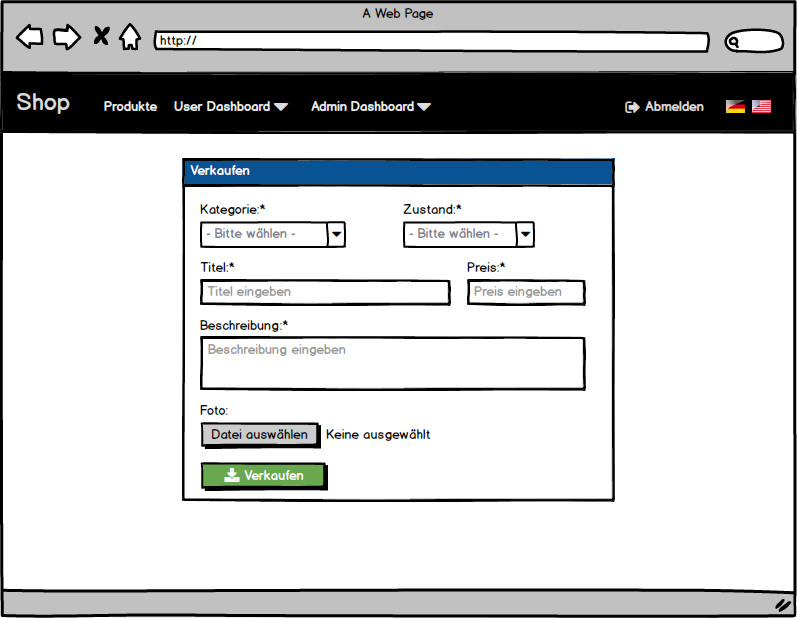 A Web Page
http://
Shop Produkte User Dashboard Admin Dashboard Abmelden
Verkaufen
Kategorie:* Zustand:*
- Bitte wählen - - Bitte wählen -
Titel:* Preis:*
Titel eingeben Preis eingeben
Beschreibung:*
Beschreibung eingeben
Foto:
Datei auswählen Keine ausgewählt
Verkaufen